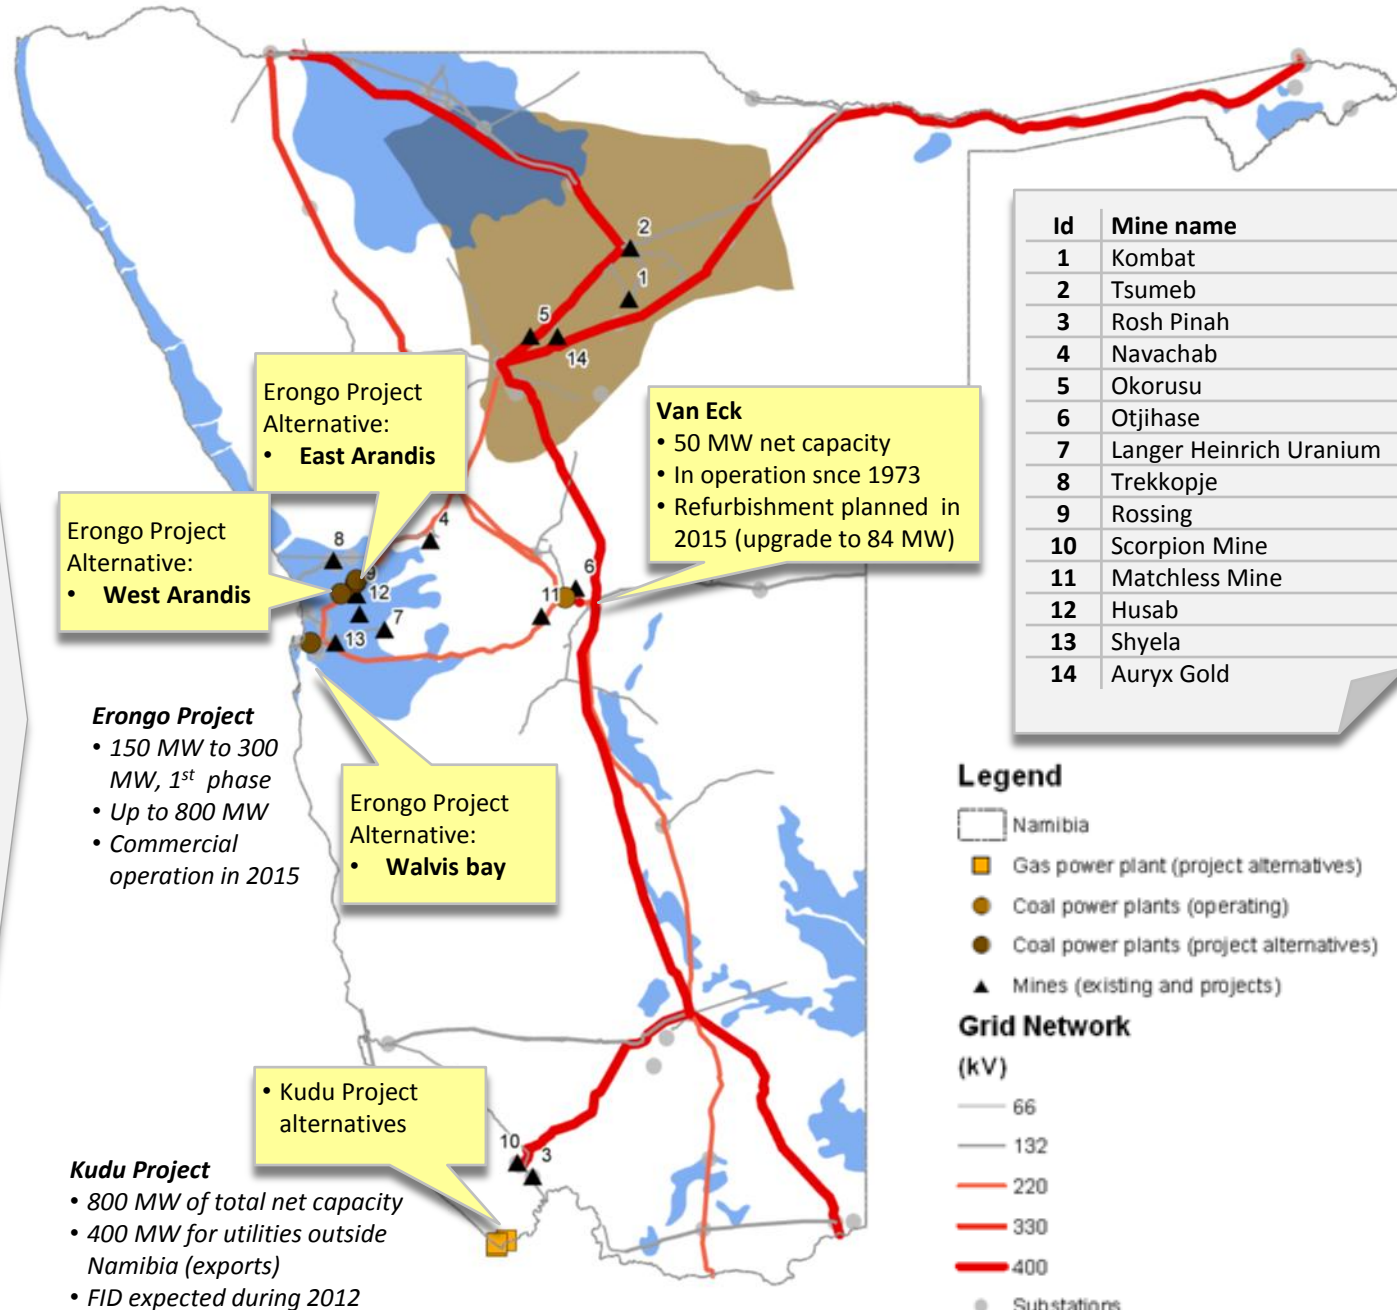 2
1
5
14
Id Mine name
1 Kombat
2 Tsumeb
3 Rosh Pinah
4 Navachab
5 Okorusu
6 Otjihase
7 Langer Heinrich Uranium
8 Trekkopje
9 Rossing
10 Scorpion Mine
11 Matchless Mine
12 Husab
13 Shyela
14 Auryx Gold
Erongo Project
Alternative:
• East Arandis
Van Eck
• 50 MW net capacity
• In operation snce 1973
• Refurbishment planned in
2015 (upgrade to 84 MW)
Erongo Project
Alternative:
• West Arandis
4
8
9
12
7
13
6
11
Erongo Project
• 150 MW to 300
MW, 1st phase
• Up to 800 MW
• Commercial
operation in 2015
Erongo Project
Alternative:
• Walvis bay
Legend
Namibia
Gas power plant (project alternatives)
Coal power plants (operating)
Coal power plants (project alternatives)
Mines (existing and projects)
Grid Network
(kV)
66
132
220
330
400
Substations
• Kudu Project
alternatives
10
3
Kudu Project
• 800 MW of total net capacity
• 400 MW for utilities outside
Namibia (exports)
• FID expected during 2012